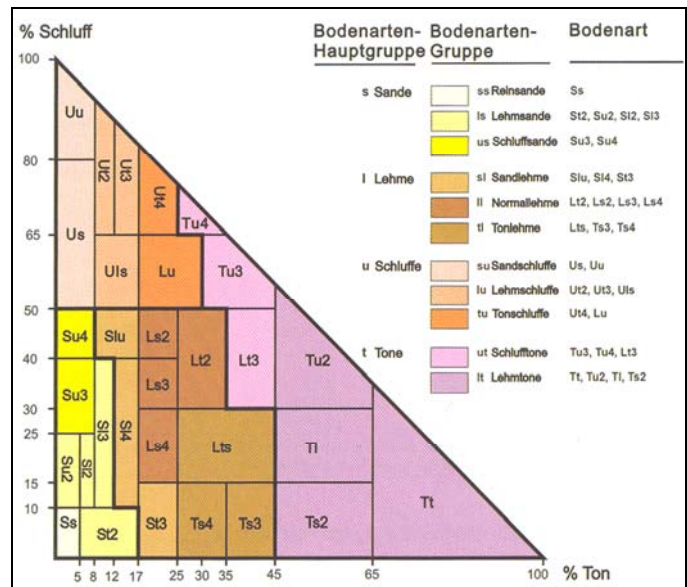 % Schluff
Bodenarten-Hauptgruppe
Bodenarten-Gruppe
Bodenart
s Sande
ss Reinsande Ss
ls Lehmsande St2, Su2, Sl2, Sl3
us Schluffsande Su3, Su4
l Lehme
sl Sandlehme Slu, Sl4, St3
ll Normallehme Lt2, Ls2, Ls3, Ls4
tl Tonlehme Lts, Ts3, Ts4
u Schluffe
su Sandschluffe Us, Uu
lu Lehmschluffe Ut2, Ut3, Uls
tu Tonschluffe Ut4, Lu
t Tone
ut Schlufftone Tu3, Tu4, Lt3
lt Lehmtone Tt, Tu2, Tl, Ts2
100
80
65
50
40
30
25
15
10
Uu
Ut2
Ut3
Ut4
Tu4
Us
Uls
Lu
Tu3
Su4
Slu
Ls2
Lt2
Lt3
Tu2
Su3
Sl3
Sl4
Ls3
Su2
Sl2
Ls4
Lts
Tl
Ss
St2
St3
Ts4
Ts3
Ts2
Tt
5 8 12 17 25 30 35 45 65 100
% Ton